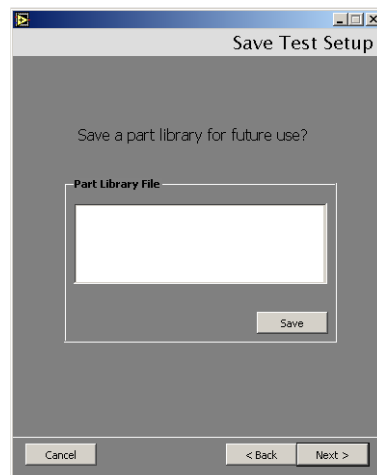 Save Test Setup
Save a part library for future use?
Part Library File
Save
Cancel
< Back
Next >